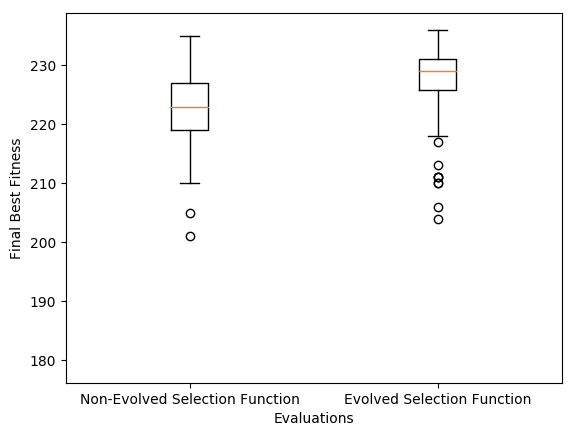 Final Best Fitness
230
220
210
200
190
180
Non-Evolved Selection Function
Evolved Selection Function
Evaluations